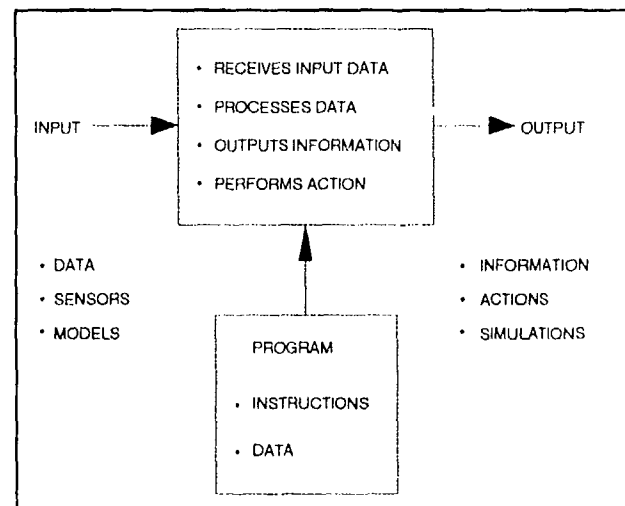 • RECEIVES INPUT DATA
• PROCESSES DATA
• OUTPUTS INFORMATION
• PERFORMS ACTION
INPUT
OUTPUT
• DATA
• SENSORS
• MODELS
• INFORMATION
• ACTIONS
• SIMULATIONS
PROGRAM
• INSTRUCTIONS
• DATA